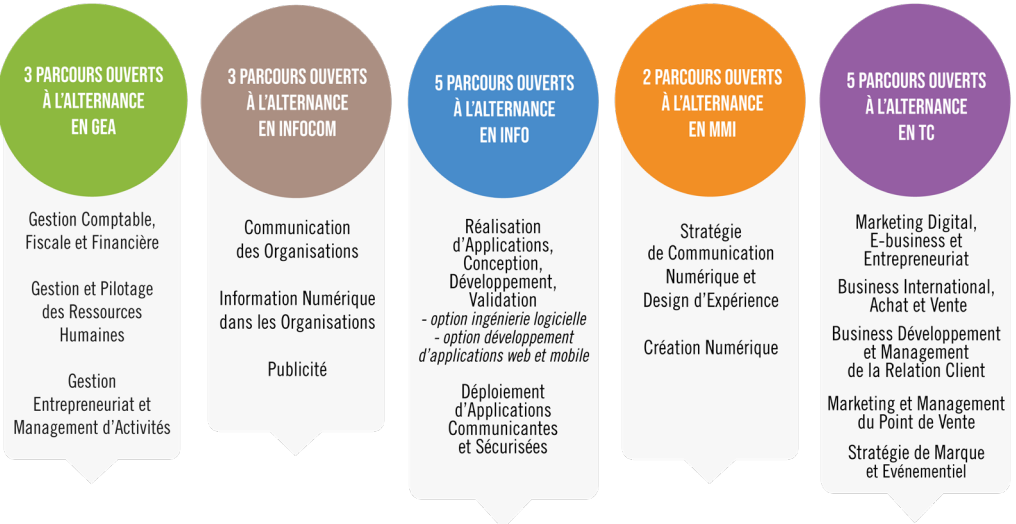 3 PARCOURS OUVERTS
À L'ALTERNANCE
EN GEA
Gestion Comptable,
Fiscale et Financière
Gestion et Pilotage
des Ressources
Humaines
Gestion
Entrepreneuriat et
Management d'Activités
3 PARCOURS OUVERTS
À L'ALTERNANCE
EN INFOCOM
Communication
des Organisations
Information Numérique
dans les Organisations
Publicité
5 PARCOURS OUVERTS
À L'ALTERNANCE
EN INFO
Réalisation
d'Applications,
Conception,
Développement,
Validation
- option ingénierie logicielle
- option développement
d'applications web et mobile
Déploiement
d'Applications
Communicantes
et Sécurisées
2 PARCOURS OUVERTS
À L'ALTERNANCE
EN MMI
Stratégie
de Communication
Numérique et
Design d'Expérience
Création Numérique
5 PARCOURS OUVERTS
À L'ALTERNANCE
EN TC
Marketing Digital,
E-business et
Entrepreneuriat
Business International,
Achat et Vente
Business Développement
et Management
de la Relation Client
Marketing et Management
du Point de Vente
Stratégie de Marque
et Evénementiel